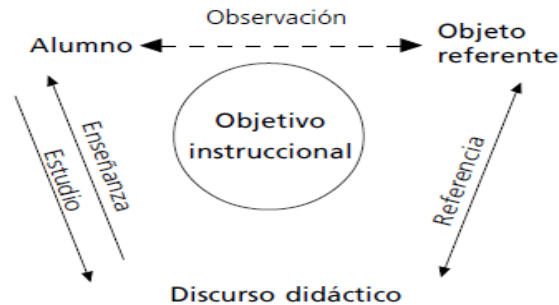 Observación
Alumno
Objeto
referente
Objetivo
instruccional
Enseñanza
Estudio
Referencia
Discurso didáctico